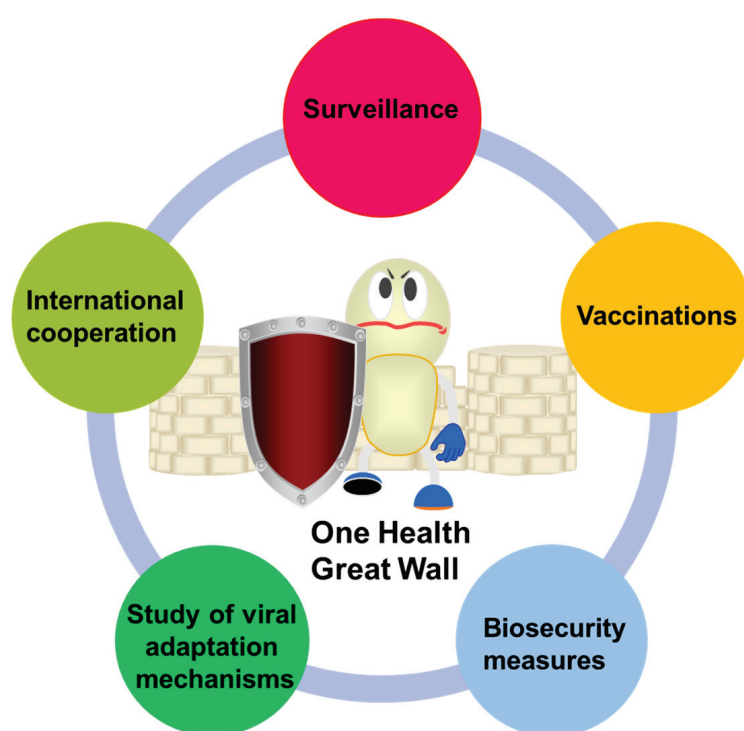 Surveillance
International
cooperation
Vaccinations
One Health
Great Wall
Study of viral
adaptation
mechanisms
Biosecurity
measures